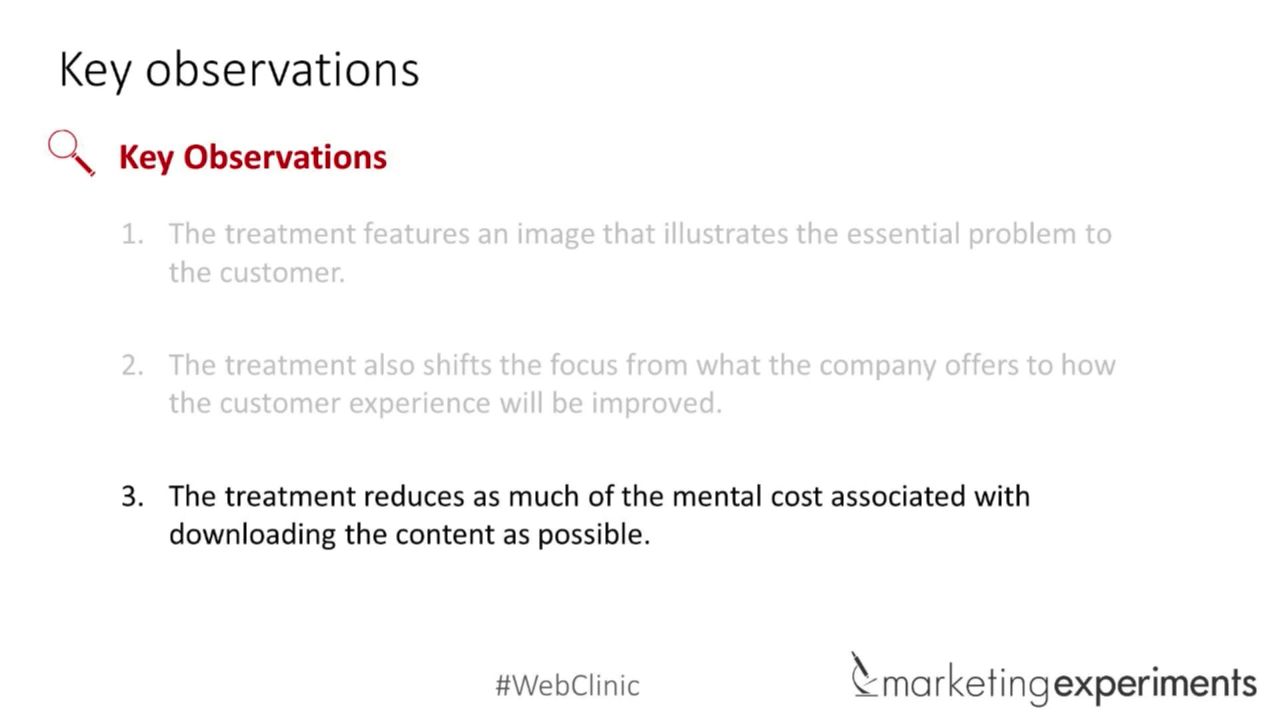 Key observations
Key Observations
1. The treatment features an image that illustrates the essential problem to
the customer.
2. The treatment also shifts the focus from what the company offers to how
the customer experience will be improved.
3. The treatment reduces as much of the mental cost associated with
downloading the content as possible.
#WebClinic
marketingexperiments